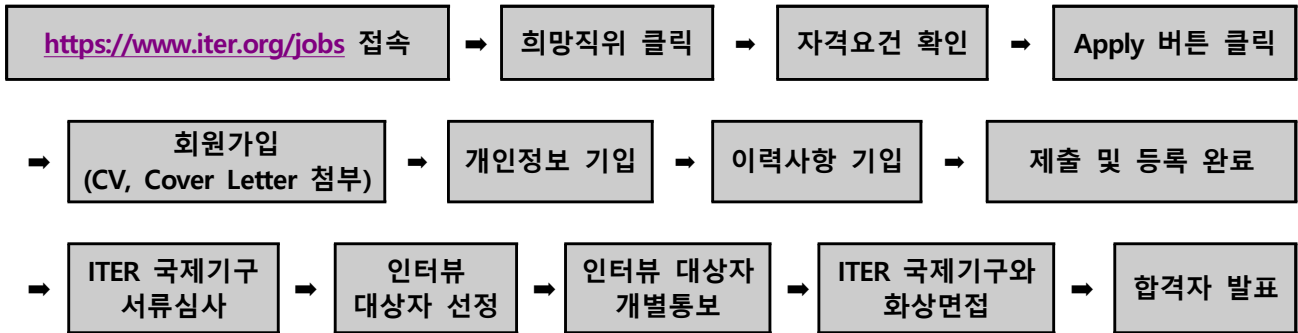 https://www.iter.org/jobs 접속 ➡ 희망직위 클릭 ➡ 자격요건 확인 ➡ Apply 버튼 클릭
➡ 회원가입
(CV, Cover Letter 첨부) ➡ 개인정보 기입 ➡ 이력사항 기입 ➡ 제출 및 등록 완료
➡ ITER 국제기구
서류심사 ➡ 인터뷰
대상자 선정 ➡ 인터뷰 대상자
개별통보 ➡ ITER 국제기구와
화상면접 ➡ 합격자 발표